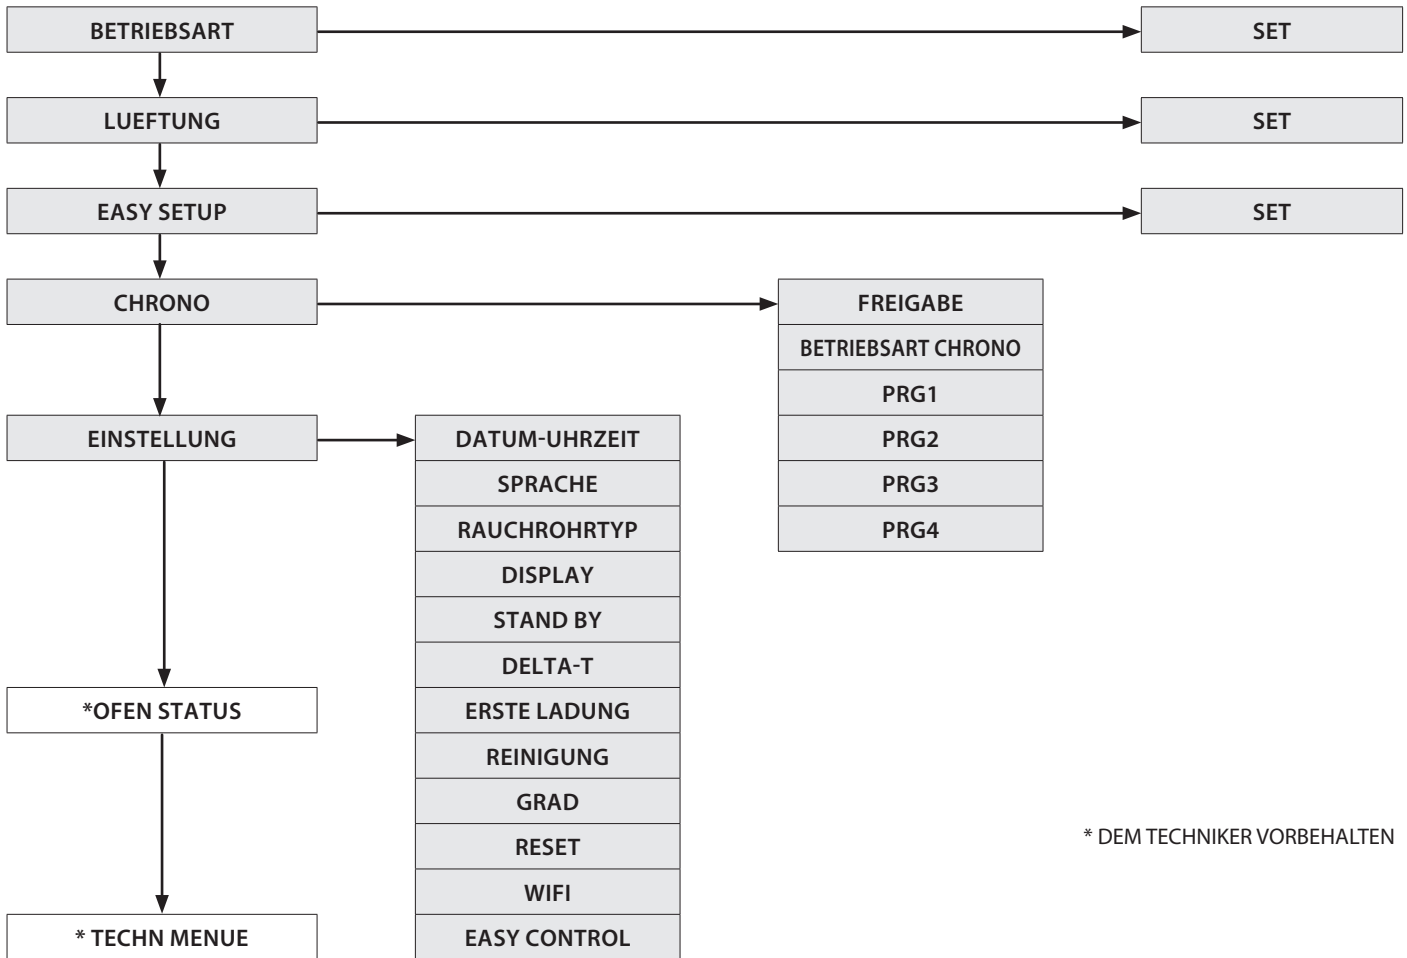 BETRIEBSART
SET
LUEFTUNG
SET
EASY SETUP
SET
CHRONO
FREIGABE
BETRIEBSART CHRONO
PRG1
PRG2
PRG3
PRG4
EINSTELLUNG
DATUM-UHRZEIT
SPRACHE
RAUCHROHRTYP
DISPLAY
STAND BY
DELTA-T
ERSTE LADUNG
REINIGUNG
GRAD
RESET
WIFI
EASY CONTROL
*OFEN STATUS
* TECHN MENUE
* DEM TECHNIKER VORBEHALTEN